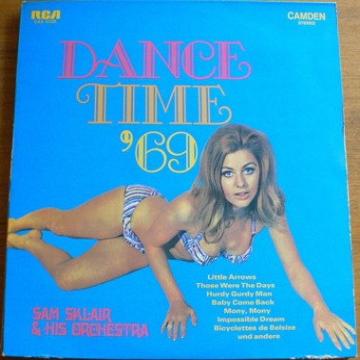 RCA
CAMDEN
STEREO
DANCE
TIME
'69
Little Arrows
Those Were The Days
Hurdy Gurdy Man
Baby Come Back
Mony, Mony
Impossible Dream
Bicyclettes de Belsize
und andere
SAM SKLAIR
& HIS ORCHESTRA